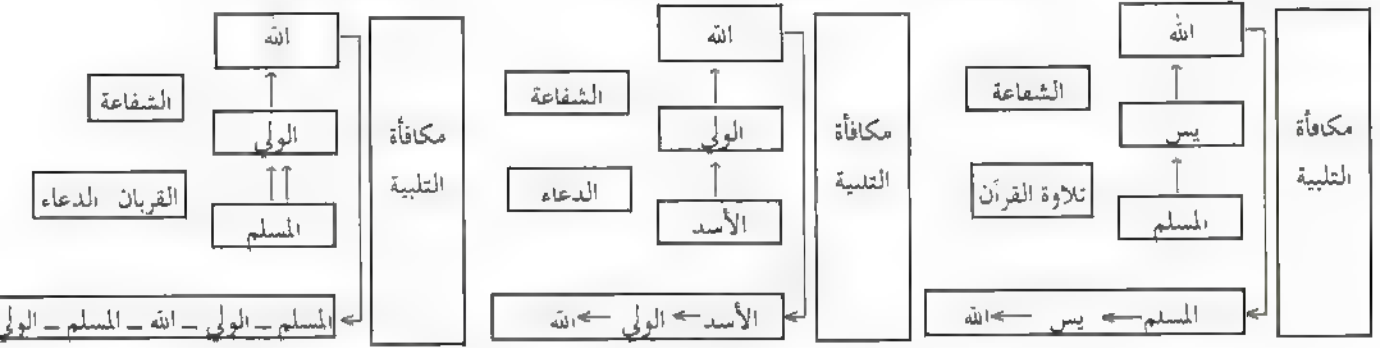 مكافأة
التلبية
الله
الشفاعة
يس
تلاوة القرآن
المسلم
المسلم ← يس ← الله
مكافأة
التلبية
الله
الشفاعة
الولي
الدعاء
الأسد
الأسد ← الولي ← الله
مكافأة
التلبية
الله
الشفاعة
الولي
القربان الدعاء
المسلم
المسلم _ الولي _ الله _ المسلم _ الولي